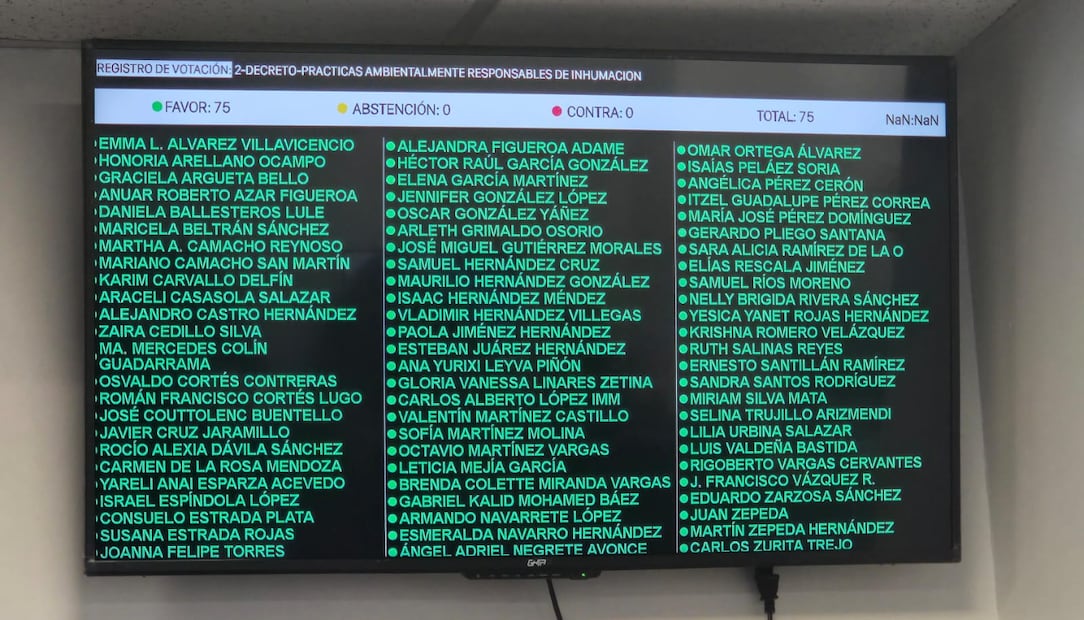 REGISTRO DE VOTACIÓN: 2-DECRETO-PRACTICAS AMBIENTALMENTE RESPONSABLES DE INHUMACION
FAVOR: 75 ABSTENCIÓN: 0 CONTRA: 0 TOTAL: 75 NaN:NaN
EMMA L. ALVAREZ VILLAVICENCIO
HONORIA ARELLANO OCAMPO
GRACIELA ARGUETA BELLO
ANUAR ROBERTO AZAR FIGUEROA
DANIELA BALLESTEROS LULE
MARICELA BELTRÁN SÁNCHEZ
MARTHA A. CAMACHO REYNOSO
MARIANO CAMACHO SAN MARTÍN
KARIM CARVALLO DELFÍN
ARACELI CASASOLA SALAZAR
ALEJANDRO CASTRO HERNÁNDEZ
ZAIRA CEDILLO SILVA
MA. MERCEDES COLÍN
GUADARRAMA
OSVALDO CORTÉS CONTRERAS
ROMÁN FRANCISCO CORTÉS LUGO
JOSÉ COUTTOLENC BUENTELLO
JAVIER CRUZ JARAMILLO
ROCÍO ALEXIA DÁVILA SÁNCHEZ
CARMEN DE LA ROSA MENDOZA
YARELI ANAI ESPARZA ACEVEDO
ISRAEL ESPÍNDOLA LÓPEZ
CONSUELO ESTRADA PLATA
SUSANA ESTRADA ROJAS
JOANNA FELIPE TORRES
ALEJANDRA FIGUEROA ADAME
HÉCTOR RAÚL GARCÍA GONZÁLEZ
ELENA GARCÍA MARTÍNEZ
JENNIFER GONZÁLEZ LÓPEZ
OSCAR GONZÁLEZ YÁÑEZ
ARLETH GRIMALDO OSORIO
JOSÉ MIGUEL GUTIÉRREZ MORALES
SAMUEL HERNÁNDEZ CRUZ
MAURILIO HERNÁNDEZ GONZÁLEZ
ISAAC HERNÁNDEZ MÉNDEZ
VLADIMIR HERNÁNDEZ VILLEGAS
PAOLA JIMÉNEZ HERNÁNDEZ
ESTEBAN JUÁREZ HERNÁNDEZ
ANA YURIXI LEYVA PIÑÓN
GLORIA VANESSA LINARES ZETINA
CARLOS ALBERTO LÓPEZ IMM
VALENTÍN MARTÍNEZ CASTILLO
SOFÍA MARTÍNEZ MOLINA
OCTAVIO MARTÍNEZ VARGAS
LETICIA MEJÍA GARCÍA
BRENDA COLETTE MIRANDA VARGAS
GABRIEL KALID MOHAMED BÁEZ
ARMANDO NAVARRETE LÓPEZ
ESMERALDA NAVARRO HERNÁNDEZ
ÁNGEL ADRIEL NEGRETE AVONCE
OMAR ORTEGA ÁLVAREZ
ISAÍAS PELÁEZ SORIA
ANGÉLICA PÉREZ CERÓN
ITZEL GUADALUPE PÉREZ CORREA
MARÍA JOSÉ PÉREZ DOMÍNGUEZ
GERARDO PLIEGO SANTANA
SARA ALICIA RAMÍREZ DE LA O
ELÍAS RESCALA JIMÉNEZ
SAMUEL RÍOS MORENO
NELLY BRIGIDA RIVERA SÁNCHEZ
YESICA YANET ROJAS HERNÁNDEZ
KRISHNA ROMERO VELÁZQUEZ
RUTH SALINAS REYES
ERNESTO SANTILLÁN RAMÍREZ
SANDRA SANTOS RODRÍGUEZ
MIRIAM SILVA MATA
SELINA TRUJILLO ARIZMENDI
LILIA URBINA SALAZAR
LUIS VALDEÑA BASTIDA
RIGOBERTO VARGAS CERVANTES
J. FRANCISCO VÁZQUEZ R.
EDUARDO ZARZOSA SÁNCHEZ
JUAN ZEPEDA
MARTÍN ZEPEDA HERNÁNDEZ
CARLOS ZURITA TREJO
GHIA